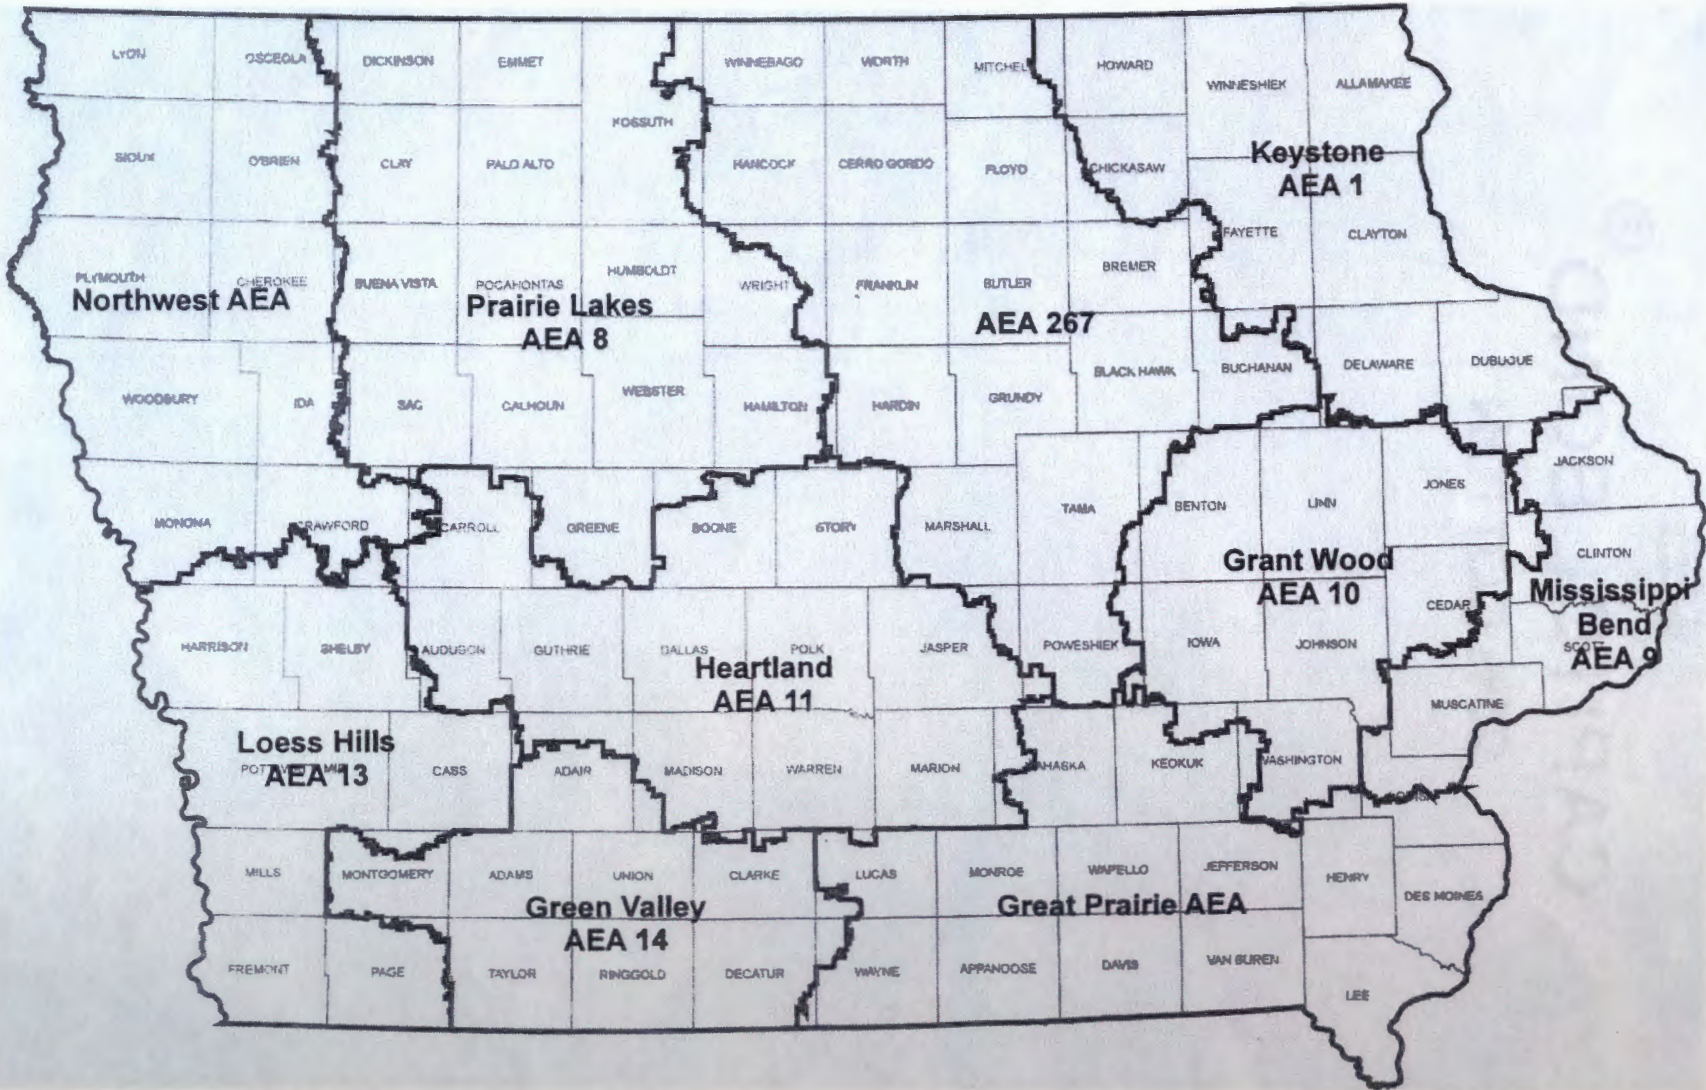 LYON
OSCEOLA
DICKINSON
EMMET
WINNEBAGO
WORTH
MITCHEL
HOWARD
WINNESHIEK
ALLAMAKEE
KOSSUTH
SIOUX
O'BRIEN
CLAY
PALO ALTO
HANCOCK
CERRO GORDO
FLOYD
CHICKASAW
Keystone
AEA 1
FAYETTE
CLAYTON
PLYMOUTH
CHEROKEE
Northwest AEA
BUENA VISTA
POCAHONTAS
HUMBOLDT
Prairie Lakes
AEA 8
WRIGHT
FRANKLIN
BUTLER
BREMER
AEA 267
WOODBURY
IDA
SAC
CALHOUN
WEBSTER
HAMILTON
HARDIN
GRUNDY
BLACK HAWK
BUCHANAN
DELAWARE
DUBUQUE
MONONA
CRAWFORD
CARROLL
GREENE
BOONE
STORY
MARSHALL
TAMA
BENTON
LINN
JONES
JACKSON
Grant Wood
AEA 10
CLINTON
CEDAR
Mississippi
Bend
SCOTT
AEA 9
HARRISON
SHELBY
AUDUBON
GUTHRIE
DALLAS
POLK
Heartland
AEA 11
JASPER
POWESHIEK
IOWA
JOHNSON
MUSCATINE
Loess Hills
AEA 13
CASS
ADAIR
MADISON
WARREN
MARION
AHASKA
KEOKUK
WASHINGTON
MILLS
MONTGOMERY
ADAMS
UNION
CLARKE
LUCAS
MONROE
WAPELLO
JEFFERSON
HENRY
DES MOINES
Green Valley
AEA 14
Great Prairie AEA
FREMONT
PAGE
TAYLOR
RINGGOLD
DECATUR
WAYNE
APPANOOSE
DAVIS
VAN BUREN
LEE